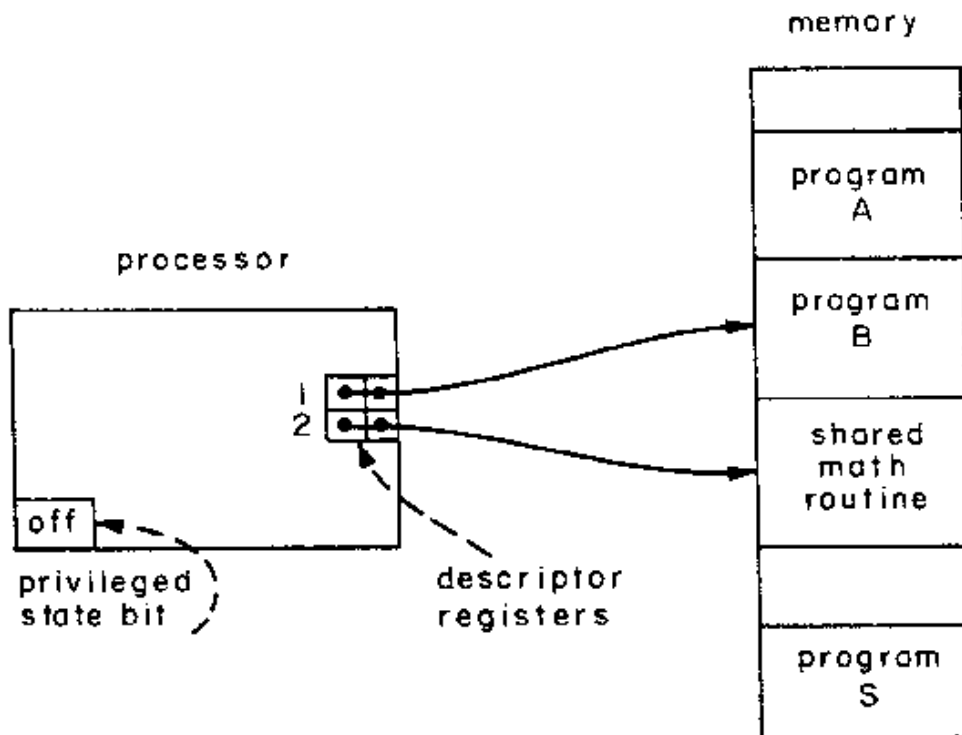 memory
program
A
processor
program
B
1
2
shared
math
routine
off
privileged
state bit
descriptor
registers
program
S